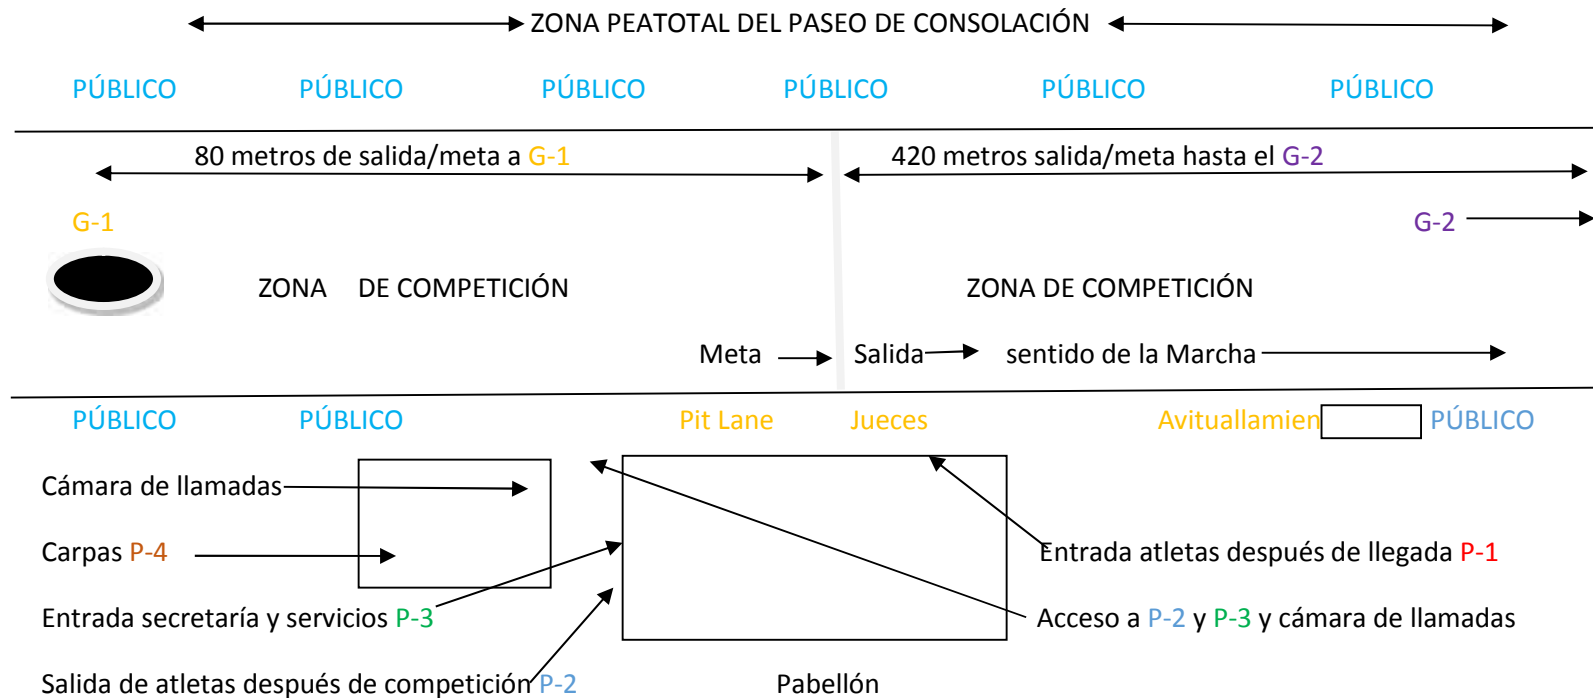 ZONA PEATOTAL DEL PASEO DE CONSOLACIÓN
PÚBLICO PÚBLICO PÚBLICO PÚBLICO PÚBLICO PÚBLICO
80 metros de salida/meta a G-1 420 metros salida/meta hasta el G-2
G-1 G-2
ZONA DE COMPETICIÓN ZONA DE COMPETICIÓN
Meta Salida sentido de la Marcha
PÚBLICO PÚBLICO Pit Lane Jueces Avituallamien PÚBLICO
Cámara de llamadas
Carpas P-4 Entrada atletas después de llegada P-1
Entrada secretaría y servicios P-3 Acceso a P-2 y P-3 y cámara de llamadas
Salida de atletas después de competición P-2 Pabellón